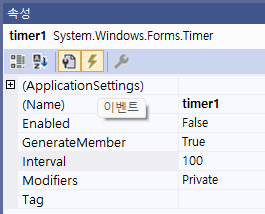 속성
timer1 System.Windows.Forms.Timer
(ApplicationSettings)
(Name) timer1
이벤트
Enabled False
GenerateMember True
Interval 100
Modifiers Private
Tag